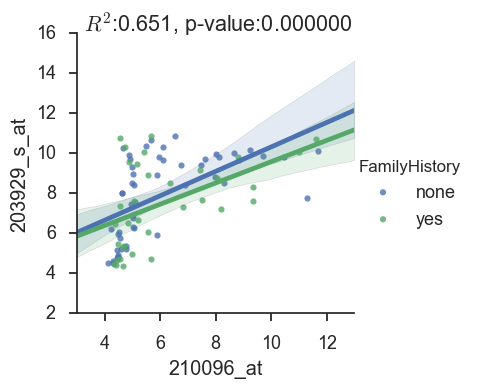 R²:0.651, p-value:0.000000
16
14
12
10
8
6
4
2
203929_s_at
4 6 8 10 12
210096_at
FamilyHistory
none
yes